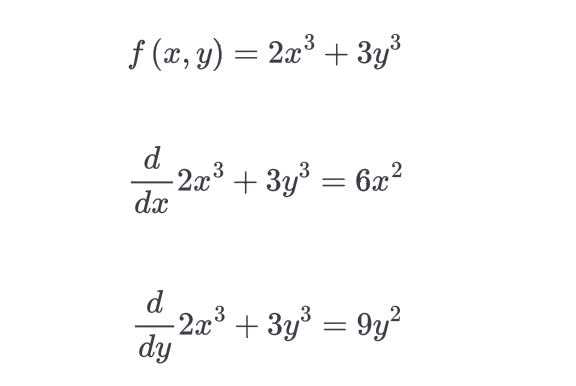 f (x, y) = 2x³ + 3y³
d/dx 2x³ + 3y³ = 6x²
d/dy 2x³ + 3y³ = 9y²